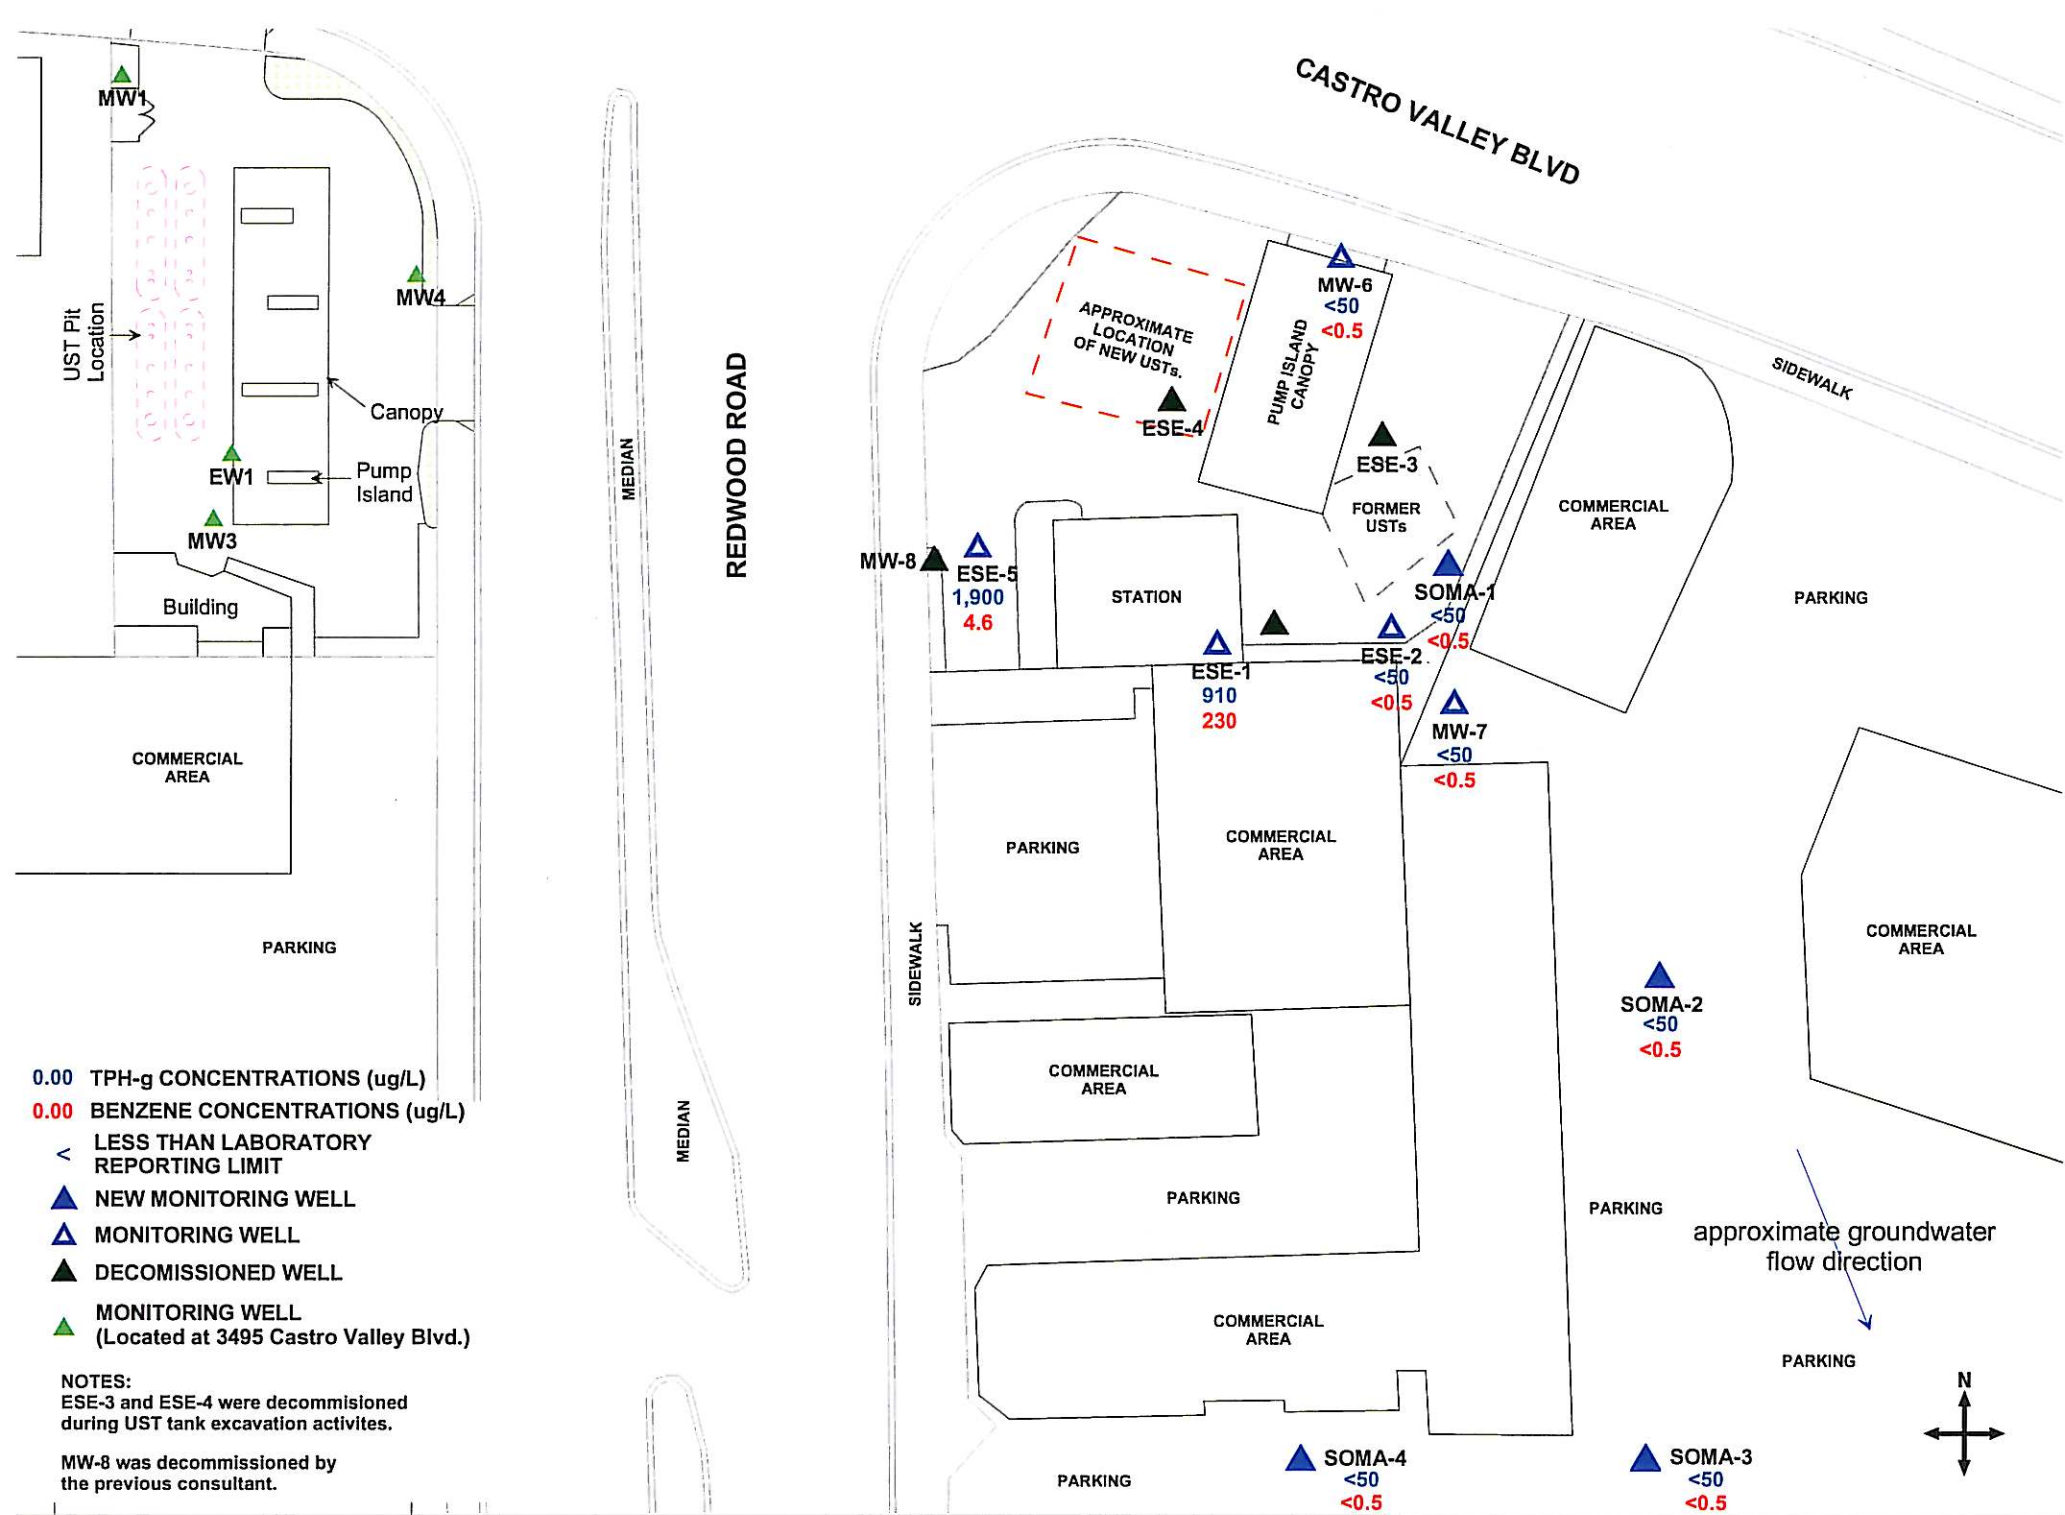 CASTRO VALLEY BLVD
MW1
MW4
UST Pit
Location
Canopy
EW1
Pump
Island
MW3
Building
COMMERCIAL
AREA
PARKING
MEDIAN
MEDIAN
REDWOOD ROAD
APPROXIMATE
LOCATION
OF NEW USTs.
ESE-4
PUMP ISLAND
CANOPY
MW-6
<50
<0.5
SIDEWALK
ESE-3
FORMER
USTs
COMMERCIAL
AREA
MW-8
ESE-5
1,900
4.6
STATION
SOMA-1
<50
<0.5
PARKING
ESE-1
910
230
ESE-2
<50
<0.5
MW-7
<50
<0.5
PARKING
COMMERCIAL
AREA
SIDEWALK
COMMERCIAL
AREA
SOMA-2
<50
<0.5
COMMERCIAL
AREA
PARKING
PARKING
approximate groundwater
flow direction
COMMERCIAL
AREA
PARKING
N
PARKING
SOMA-4
<50
<0.5
SOMA-3
<50
<0.5
0.00 TPH-g CONCENTRATIONS (ug/L)
0.00 BENZENE CONCENTRATIONS (ug/L)
< LESS THAN LABORATORY
REPORTING LIMIT
NEW MONITORING WELL
MONITORING WELL
DECOMISSIONED WELL
MONITORING WELL
(Located at 3495 Castro Valley Blvd.)
NOTES:
ESE-3 and ESE-4 were decommisioned
during UST tank excavation activites.
MW-8 was decommissioned by
the previous consultant.